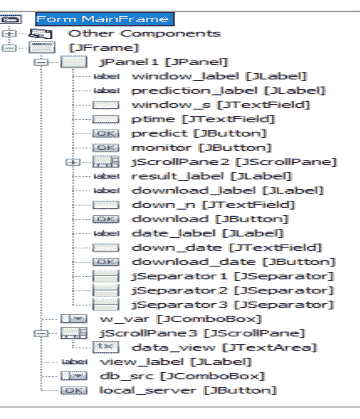 Form MainFrame
Other Components
[JFrame]
jPanel1 [JPanel]
label window_label [JLabel]
label prediction_label [JLabel]
window_s [JTextField]
ptime [JTextField]
OK predict [JButton]
OK monitor [JButton]
jScrollPane2 [JScrollPane]
label result_label [JLabel]
label download_label [JLabel]
down_n [JTextField]
OK download [JButton]
label date_label [JLabel]
down_date [JTextField]
OK download_date [JButton]
jSeparator1 [JSeparator]
jSeparator2 [JSeparator]
jSeparator3 [JSeparator]
w_var [JComboBox]
jScrollPane3 [JScrollPane]
data_view [JTextArea]
label view_label [JLabel]
db_src [JComboBox]
OK local_server [JButton]